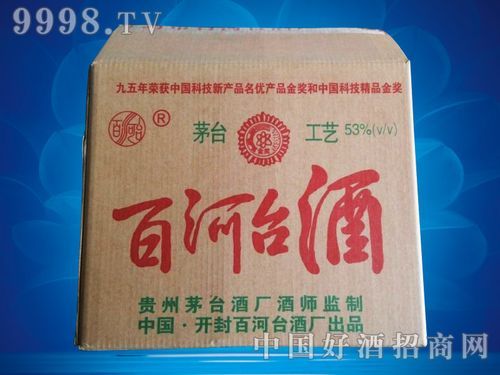 9998.TV
九五年荣获中国科技新产品名优产品金奖和中国科技精品金奖
百河台 ® 茅台 工艺 53%(v/v)
百河台酒
贵州茅台酒厂酒师监制
中国·开封百河台酒厂出品
中国好酒招商网